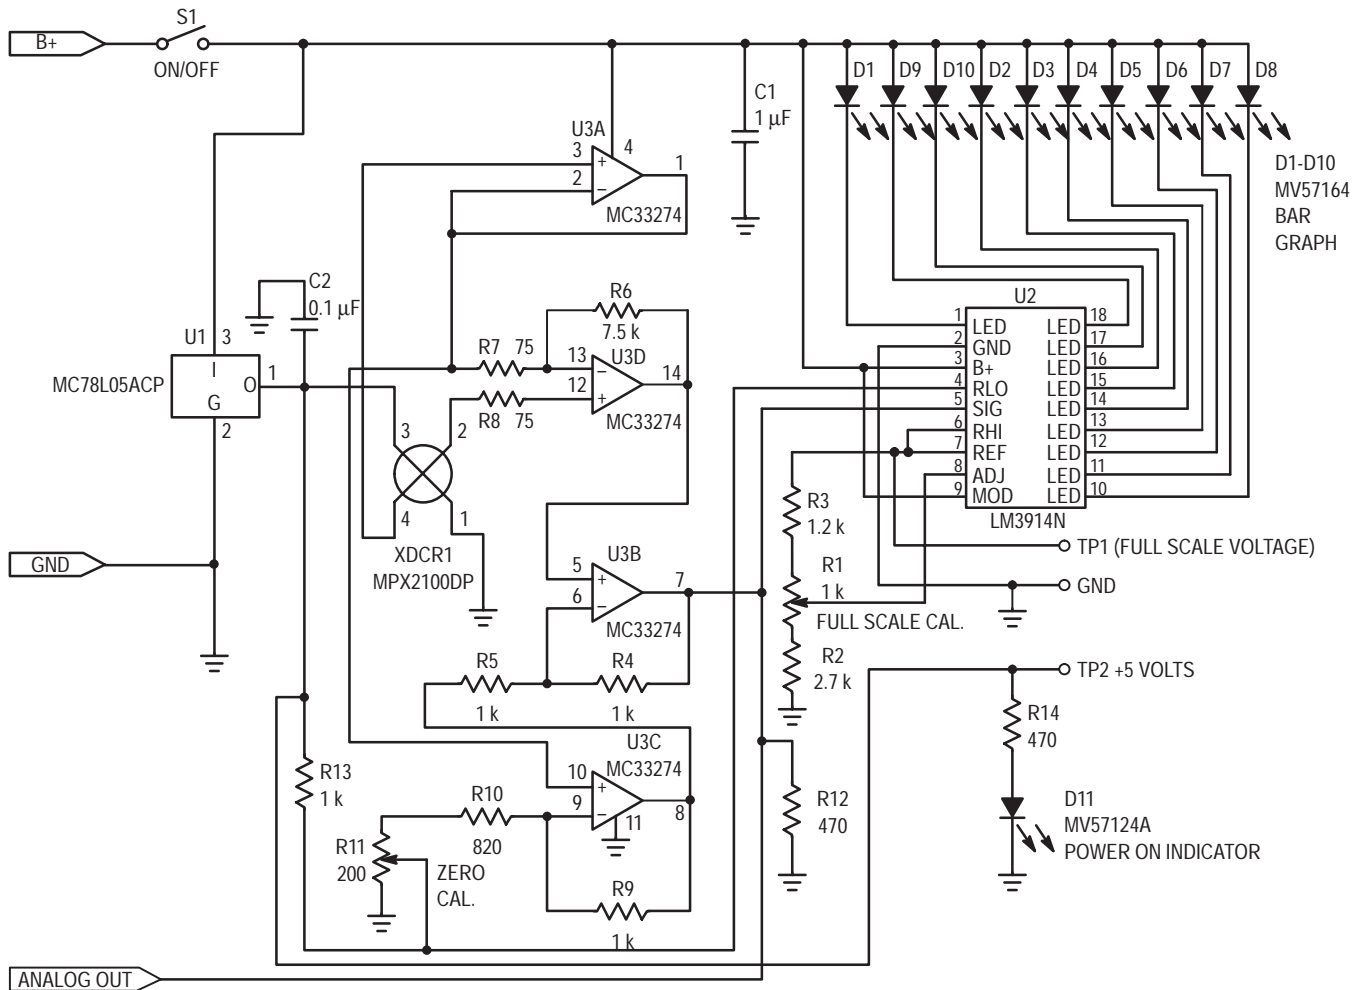 S1
B+
ON/OFF
D1 D9 D10 D2 D3 D4 D5 D6 D7 D8
C1
1 µF
U3A
3
4
1
2
MC33274
D1-D10
MV57164
BAR
GRAPH
C2
0.1 µF
U1 3
I
O
G
1
2
MC78L05ACP
R6
7.5 k
R7 75
13
U3D
14
12
R8 75
MC33274
3 2
4 1
XDCR1
MPX2100DP
U2
1 LED LED 18
2 GND LED 17
3 B+ LED 16
4 RLO LED 15
5 SIG LED 14
6 RHI LED 13
7 REF LED 12
8 ADJ LED 11
9 MOD LED 10
LM3914N
R3
1.2 k
R1
1 k
FULL SCALE CAL.
R2
2.7 k
TP1 (FULL SCALE VOLTAGE)
GND
GND
U3B
5
7
6
MC33274
R5 R4
1 k 1 k
TP2 +5 VOLTS
R14
470
D11
MV57124A
POWER ON INDICATOR
U3C
MC33274
10
9
11
8
R13
1 k
R10
820
R11
200
ZERO
CAL.
R9
1 k
R12
470
ANALOG OUT